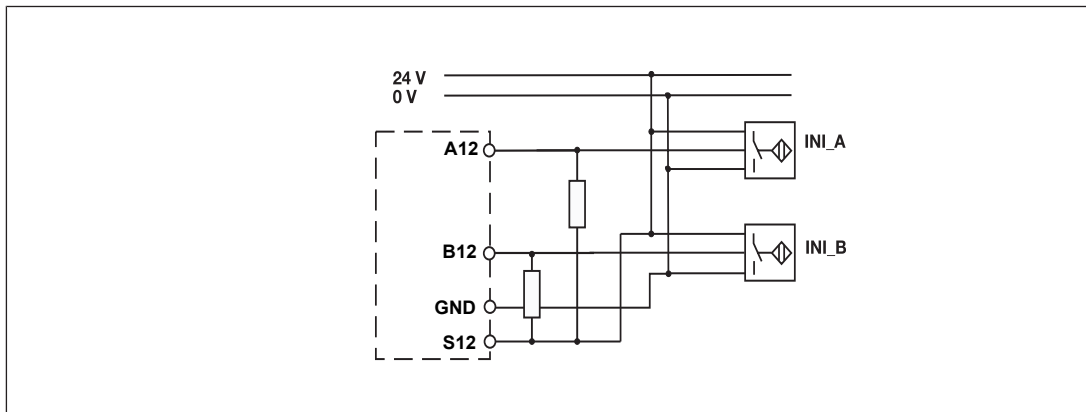 24 V
0 V
A12
INI_A
B12
INI_B
GND
S12